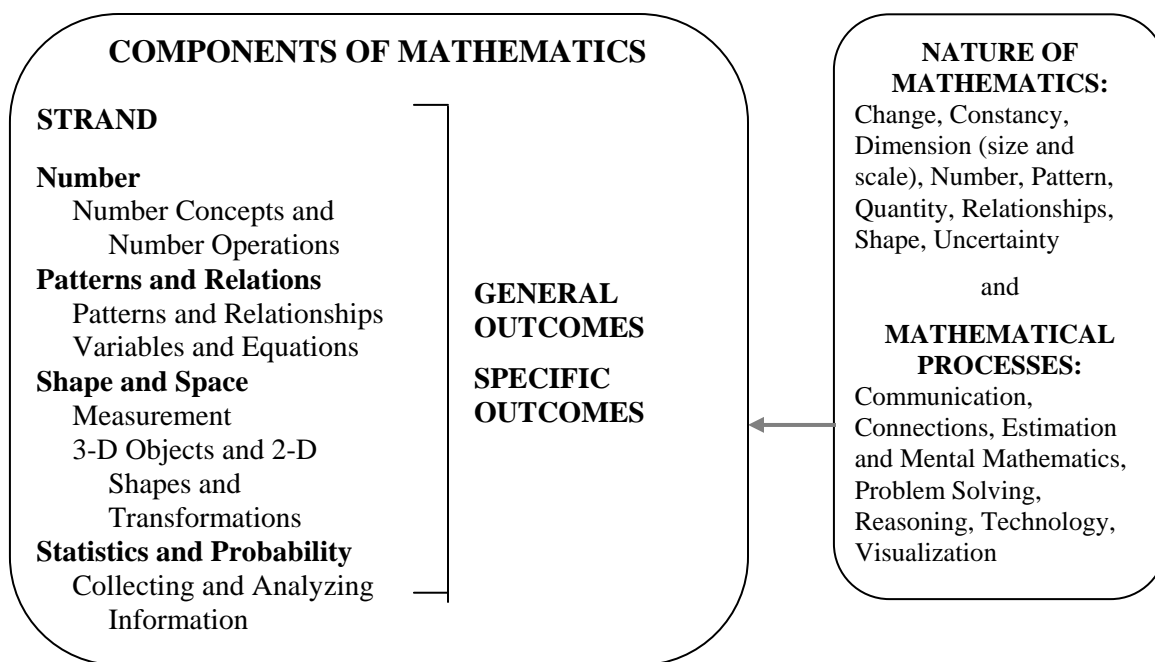 COMPONENTS OF MATHEMATICS
STRAND
Number
Number Concepts and
Number Operations
Patterns and Relations
Patterns and Relationships
Variables and Equations
Shape and Space
Measurement
3-D Objects and 2-D
Shapes and
Transformations
Statistics and Probability
Collecting and Analyzing
Information
GENERAL
OUTCOMES
SPECIFIC
OUTCOMES
NATURE OF
MATHEMATICS:
Change, Constancy,
Dimension (size and
scale), Number, Pattern,
Quantity, Relationships,
Shape, Uncertainty
and
MATHEMATICAL
PROCESSES:
Communication,
Connections, Estimation
and Mental Mathematics,
Problem Solving,
Reasoning, Technology,
Visualization